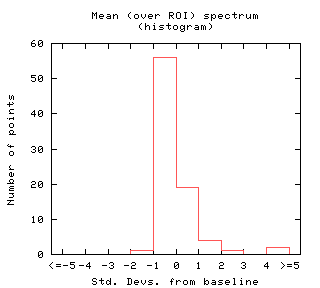 Mean (over ROI) spectrum
(histogram)
60
50
40
30
20
10
0
Number of points
<=-5 -4 -3 -2 -1 0 1 2 3 4 >=5
Std. Devs. from baseline